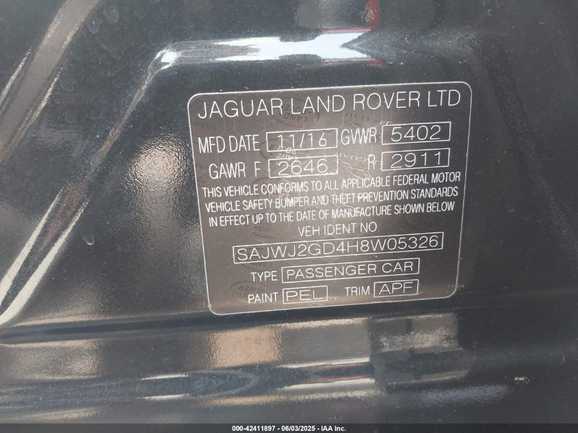 JAGUAR LAND ROVER LTD
MFD DATE 11/16 GVWR 5402
GAWR F 2646 R 2911
THIS VEHICLE CONFORMS TO ALL APPLICABLE FEDERAL MOTOR
VEHICLE SAFETY BUMPER AND THEFT PREVENTION STANDARDS
IN EFFECT UP TO THE DATE OF MANUFACTURE SHOWN BELOW
VEH IDENT NO
SAJWJ2GD4H8W05326
TYPE PASSENGER CAR
PAINT PEL TRIM APF
000-42411897 - 06/03/2025 - IAA Inc.